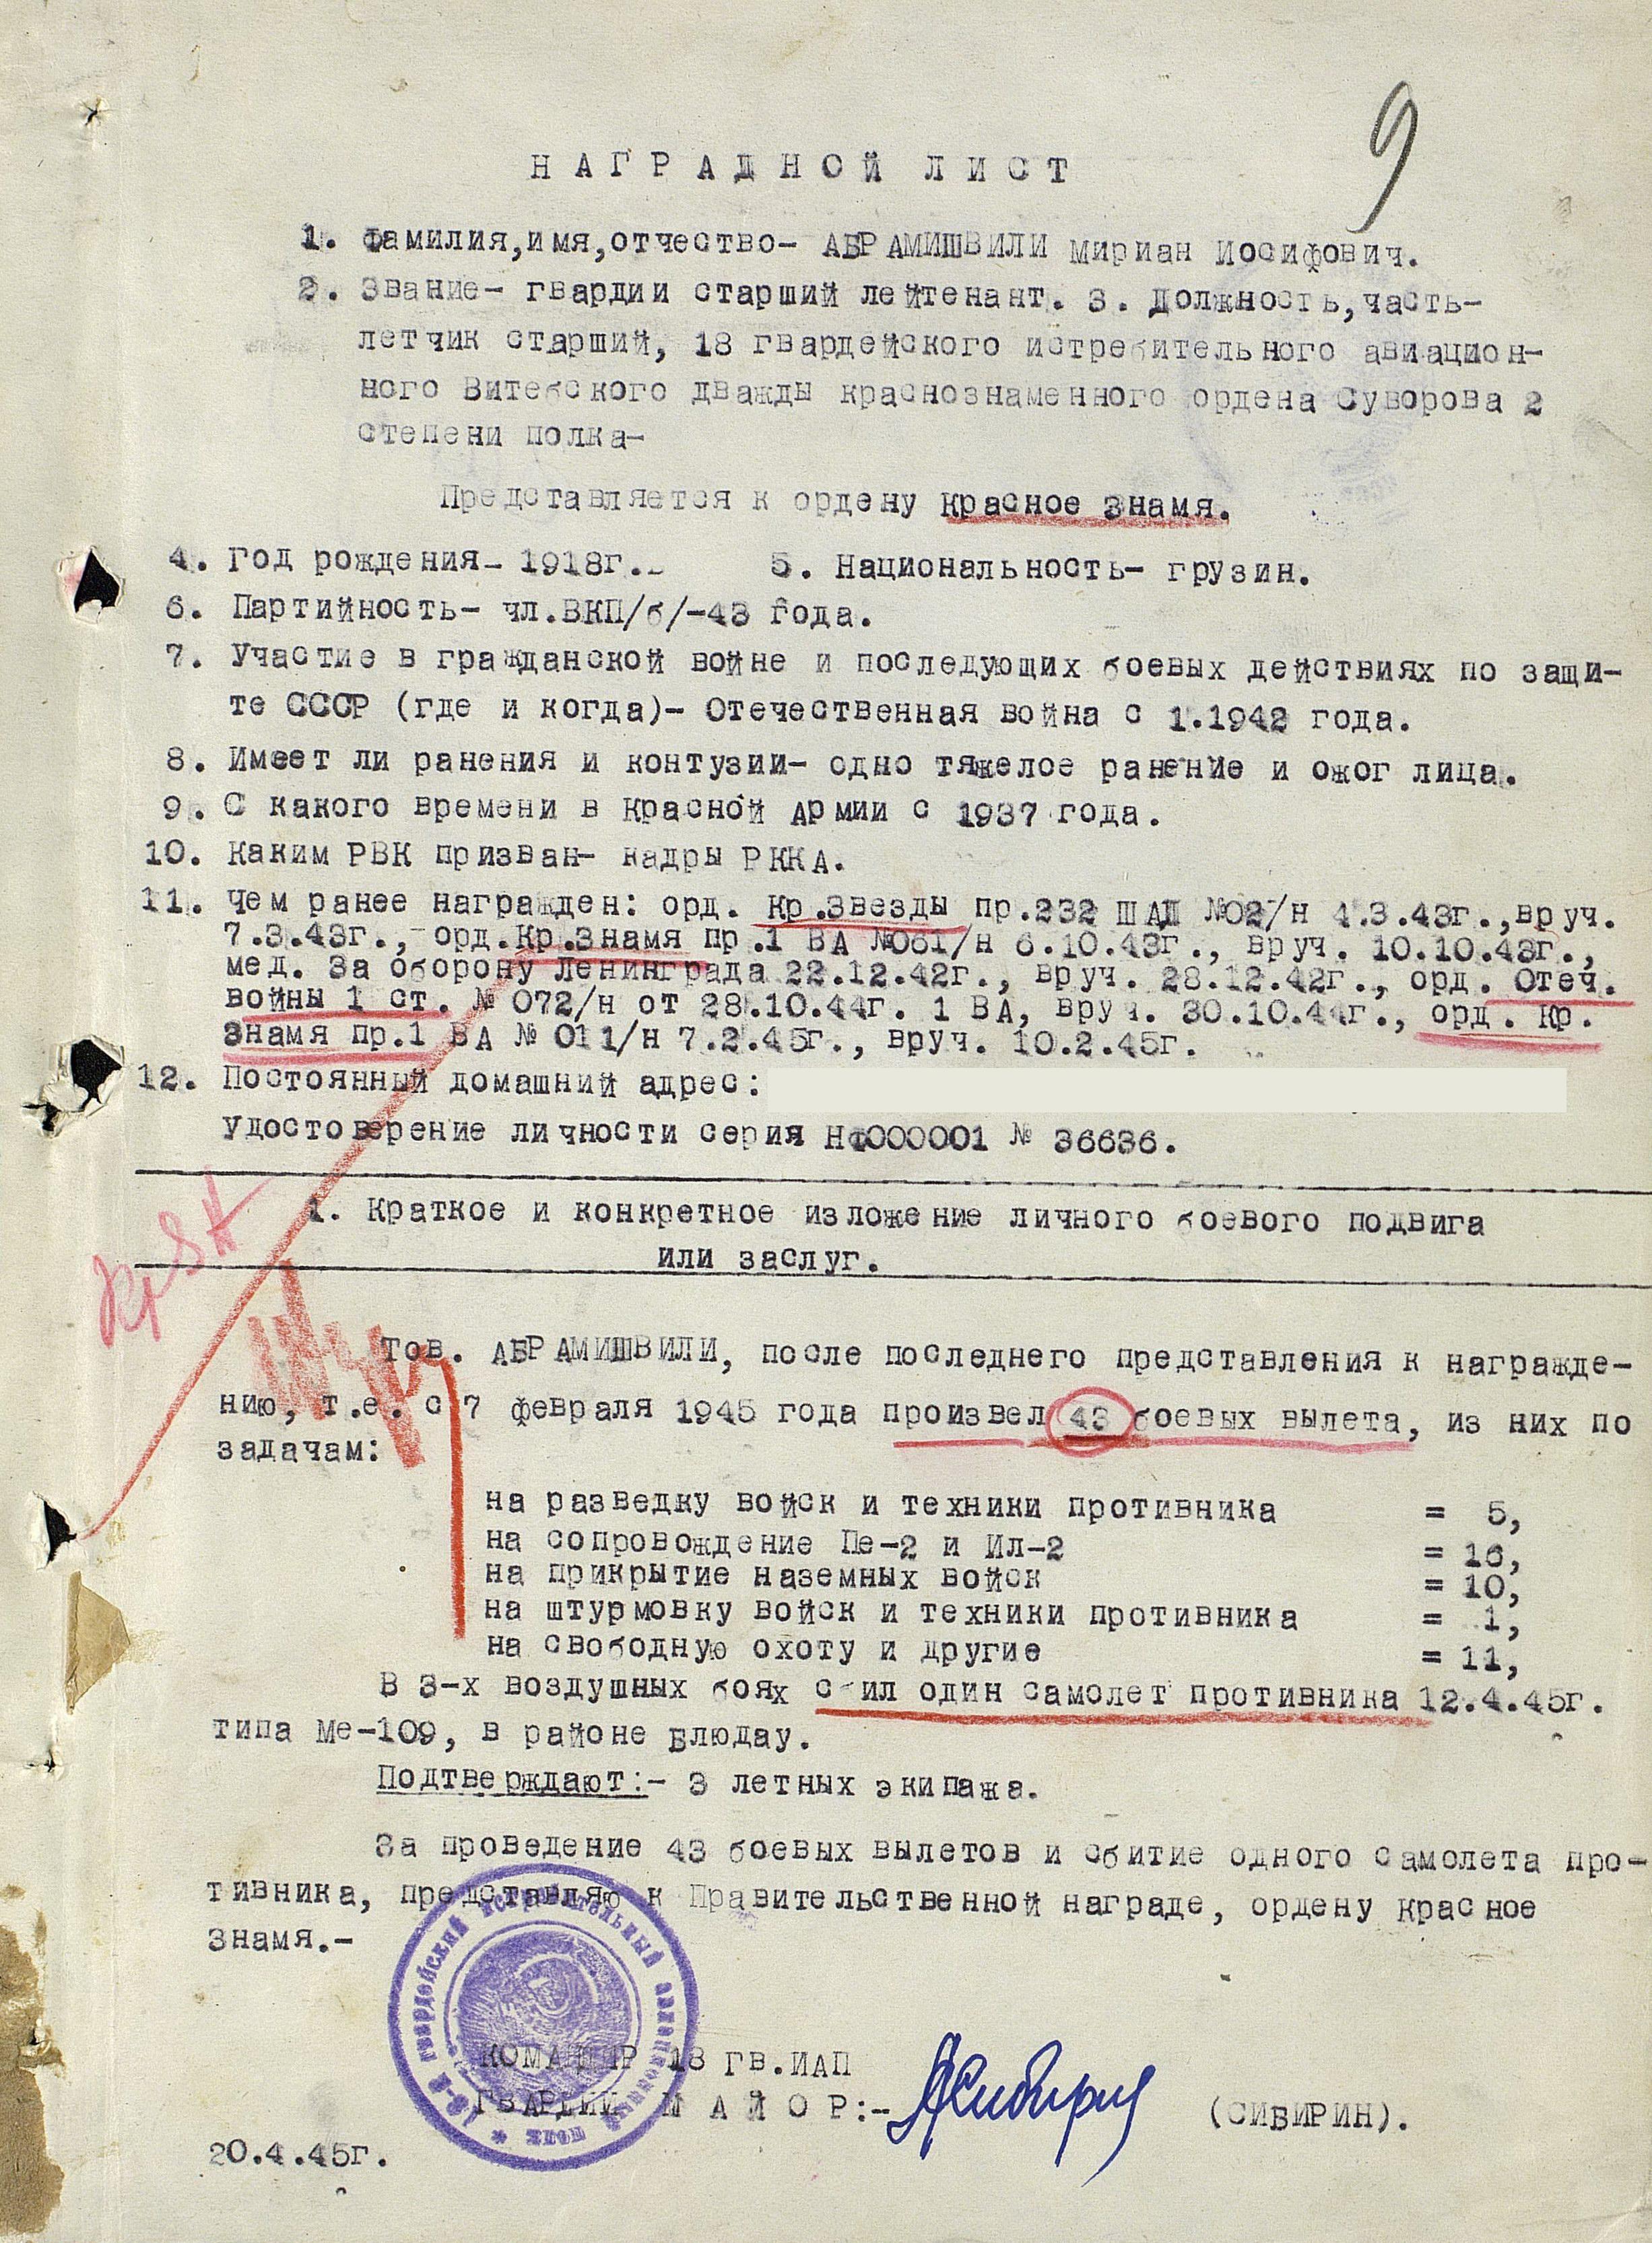 9
НАГРАДНОЙ ЛИСТ
1. Фамилия,имя,отчество- АБРАМИШВИЛИ Мириан Иосифович.
2. Звание- гвардии старший лейтенант. 3. Должность,часть-
летчик старший, 18 гвардейского истребительного авиацион-
ного Витебского дважды краснознаменного ордена Суворова 2
степени полка-
Представляется к ордену Красное Знамя.
4. Год рождения- 1918г.- 5. Национальность- грузин.
6. Партийность- чл.ВКП/б/-43 года.
7. Участие в гражданской войне и последующих боевых действиях по защи-
те СССР (где и когда)- Отечественная война с 1.1942 года.
8. Имеет ли ранения и контузии- одно тяжелое ранение и ожог лица.
9. С какого времени в Красной Армии с 1937 года.
10. Каким РВК призван- кадры РККА.
11. Чем ранее награжден: орд. Кр.Звезды пр.232 ШАД №02/н 4.3.43г.,вруч.
7.3.43г., орд.Кр.Знамя пр.1 ВА №061/н 6.10.43г., вруч. 10.10.43г.,
мед. За оборону Ленинграда 22.12.42г., вруч. 28.12.42г., орд. Отеч.
войны 1 ст. № 072/н от 28.10.44г. 1 ВА, вруч. 30.10.44г., орд. Кр.
Знамя пр.1 ВА № 011/н 7.2.45г., вруч. 10.2.45г.
12. Постоянный домашний адрес:
удостоверение личности серия НФ000001 № 36636.
1. Краткое и конкретное изложение личного боевого подвига
или заслуг.
Кр З Н
Тов. АБРАМИШВИЛИ, после последнего представления к награжде-
нию, т.е. с 7 февраля 1945 года произвел 43 боевых вылета, из них по
задачам:
на разведку войск и техники противника = 5,
на сопровождение Пе-2 и Ил-2 = 16,
на прикрытие наземных войск = 10,
на штурмовку войск и техники противника = 1,
на свободную охоту и другие = 11,
В 3-х воздушных боях сбил один самолет противника 12.4.45г.
типа Ме-109, в районе Блюдау.
Подтверждают:- 3 летных экипажа.
За проведение 43 боевых вылетов и сбитие одного самолета про-
тивника, представляю к Правительственной награде, ордену Красное
Знамя.-
18-й гвардейский истребительный авиационный полк *
КОМАНДИР 18 ГВ.ИАП
ГВАРДИИ МАЙОР:- АСибирин (СИБИРИН).
20.4.45г.